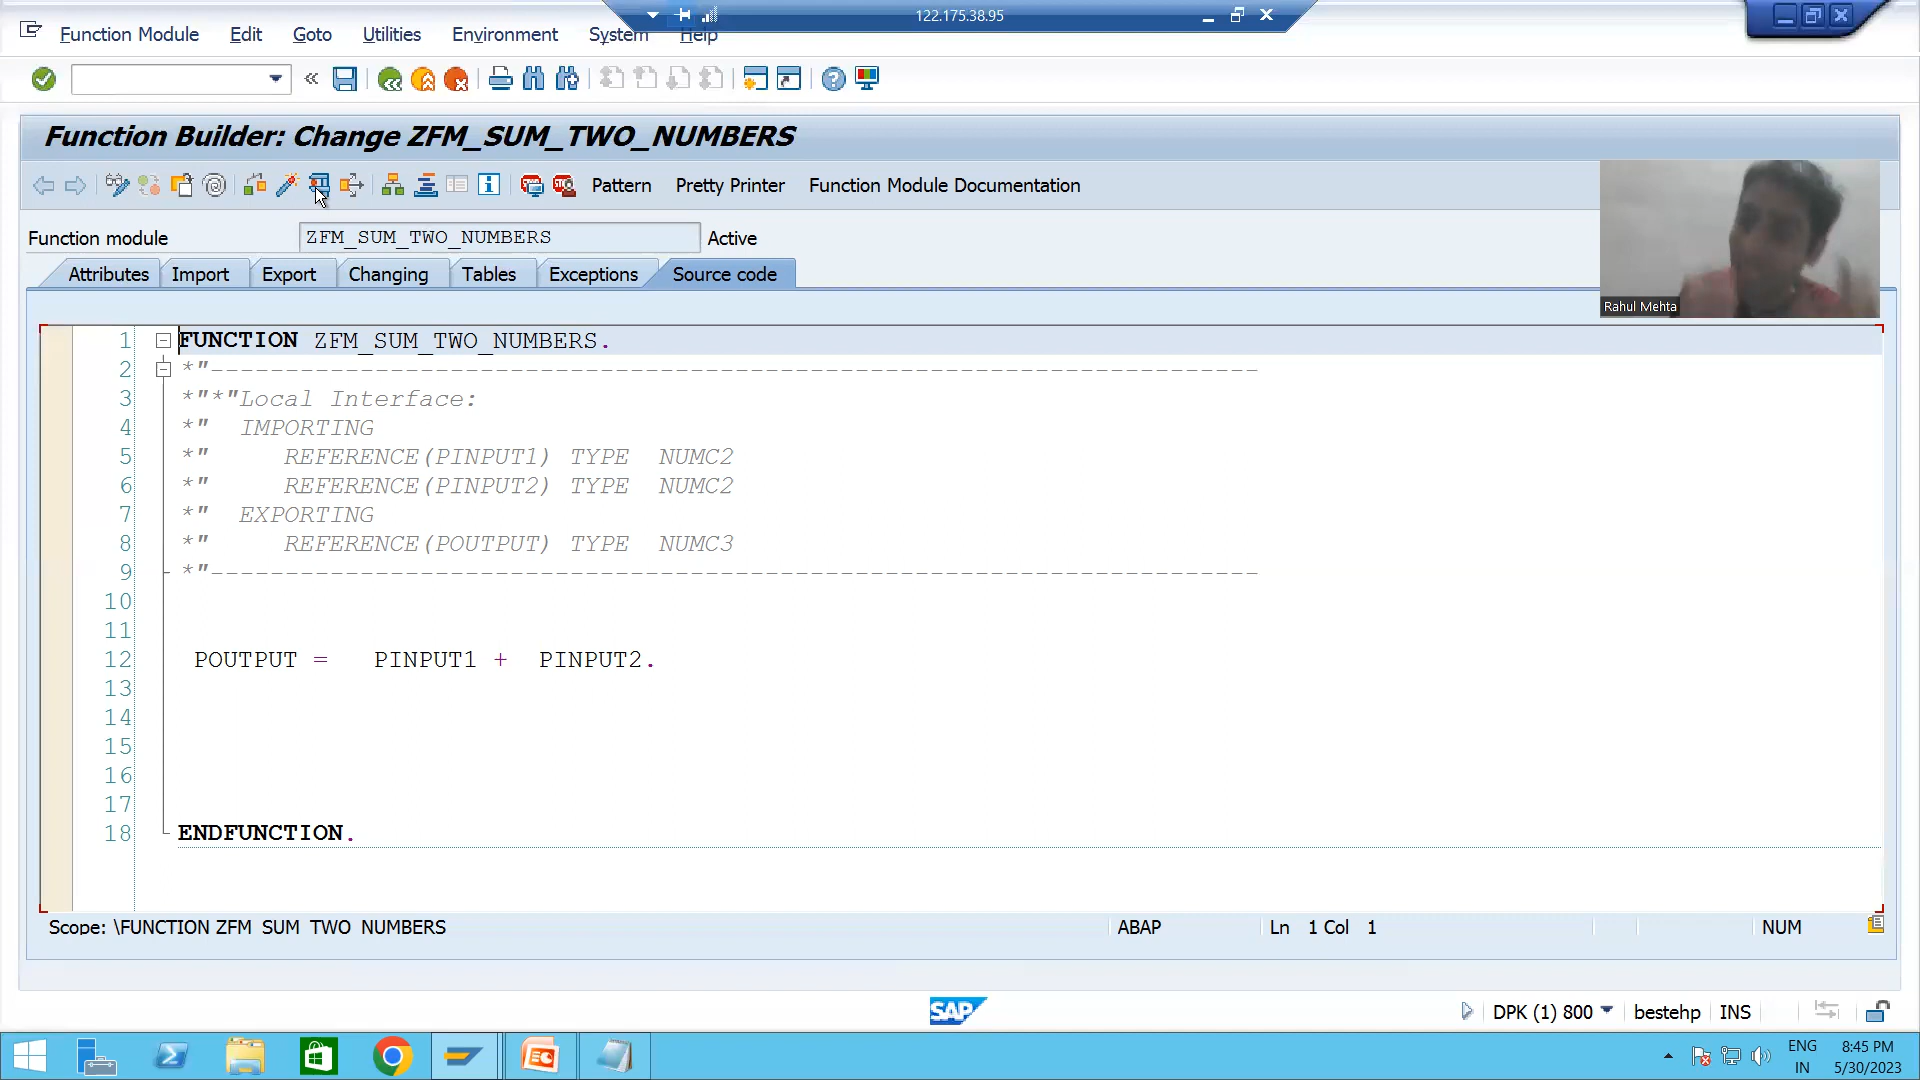 122.175.38.95
Function Module Edit Goto Utilities Environment System Help
Function Builder: Change ZFM_SUM_TWO_NUMBERS
Pattern Pretty Printer Function Module Documentation
Function module ZFM_SUM_TWO_NUMBERS Active
Attributes Import Export Changing Tables Exceptions Source code
Rahul Mehta
1 FUNCTION ZFM_SUM_TWO_NUMBERS.
2 *"----------------------------------------------------------------------
3 *"*"Local Interface:
4 *" IMPORTING
5 *" REFERENCE(PINPUT1) TYPE NUMC2
6 *" REFERENCE(PINPUT2) TYPE NUMC2
7 *" EXPORTING
8 *" REFERENCE(POUTPUT) TYPE NUMC3
9 *"----------------------------------------------------------------------
10
11
12 POUTPUT = PINPUT1 + PINPUT2.
13
14
15
16
17
18 ENDFUNCTION.
Scope: \FUNCTION ZFM_SUM_TWO_NUMBERS ABAP Ln 1 Col 1 NUM
SAP DPK (1) 800 bestehp INS
ENG 8:45 PM
IN 5/30/2023